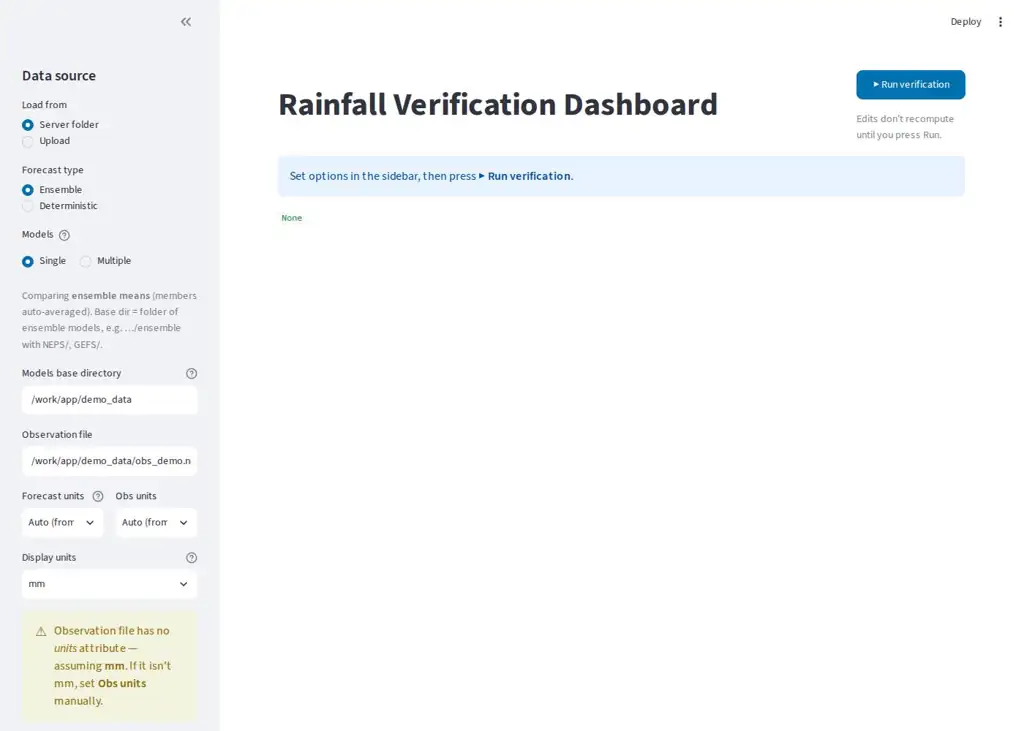 Deploy
Data source
Load from
Server folder
Upload
Forecast type
Ensemble
Deterministic
Models
Single
Multiple
Comparing ensemble means (members
auto-averaged). Base dir = folder of
ensemble models, e.g. .../ensemble
with NEPS/, GEFS/.
Models base directory
/work/app/demo_data
Observation file
/work/app/demo_data/obs_demo.n
Forecast units
Obs units
Auto (from
Auto (from
Display units
mm
Observation file has no
units attribute —
assuming mm. If it isn't
mm, set Obs units
manually.
Rainfall Verification Dashboard
Run verification
Edits don't recompute
until you press Run.
Set options in the sidebar, then press ▸ Run verification.
None